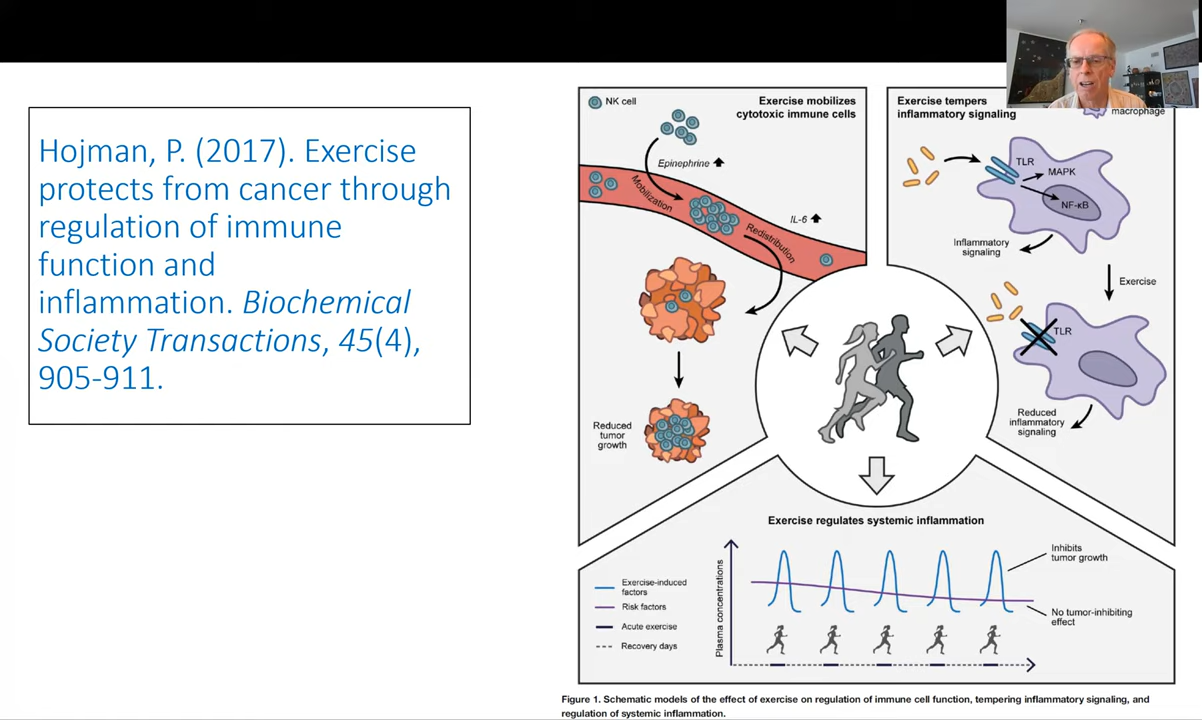 Hojman, P. (2017). Exercise
protects from cancer through
regulation of immune
function and
inflammation. Biochemical
Society Transactions, 45(4),
905-911.
NK cell
Exercise mobilizes
cytotoxic immune cells
Epinephrine
Mobilization
IL-6
Redistribution
Reduced
tumor
growth
Exercise tempers
inflammatory signaling
macrophage
TLR
MAPK
NF-κB
Inflammatory
signaling
Exercise
TLR
Reduced
inflammatory
signaling
Exercise regulates systemic inflammation
Exercise-induced
factors
Risk factors
Acute exercise
Recovery days
Plasma concentrations
Inhibits
tumor growth
No tumor-inhibiting
effect
Figure 1. Schematic models of the effect of exercise on regulation of immune cell function, tempering inflammatory signaling, and
regulation of systemic inflammation.